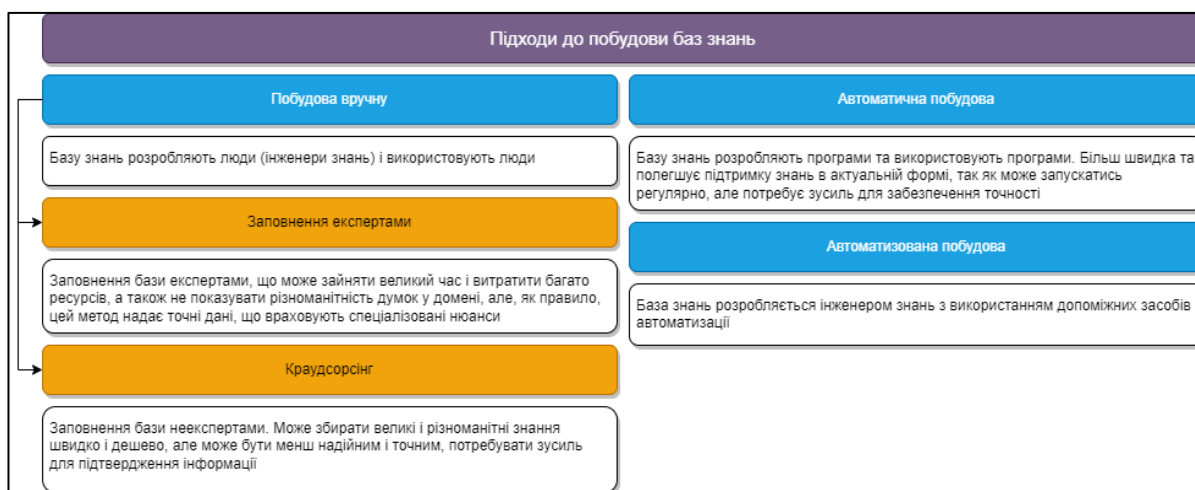 Підходи до побудови баз знань
Побудова вручну
Базу знань розробляють люди (інженери знань) і використовують люди
Заповнення експертами
Заповнення бази експертами, що може зайняти великий час і витратити багато
ресурсів, а також не показувати різноманітність думок у домені, але, як правило,
цей метод надає точні дані, що враховують спеціалізовані нюанси
Краудсорсінг
Заповнення бази неекспертами. Може збирати великі і різноманітні знання
швидко і дешево, але може бути менш надійним і точним, потребувати зусиль
для підтвердження інформації
Автоматична побудова
Базу знань розробляють програми та використовують програми. Більш швидка та
полегшує підтримку знань в актуальній формі, так як може запускатись
регулярно, але потребує зусиль для забезпечення точності
Автоматизована побудова
База знань розробляється інженером знань з використанням допоміжних засобів
автоматизації